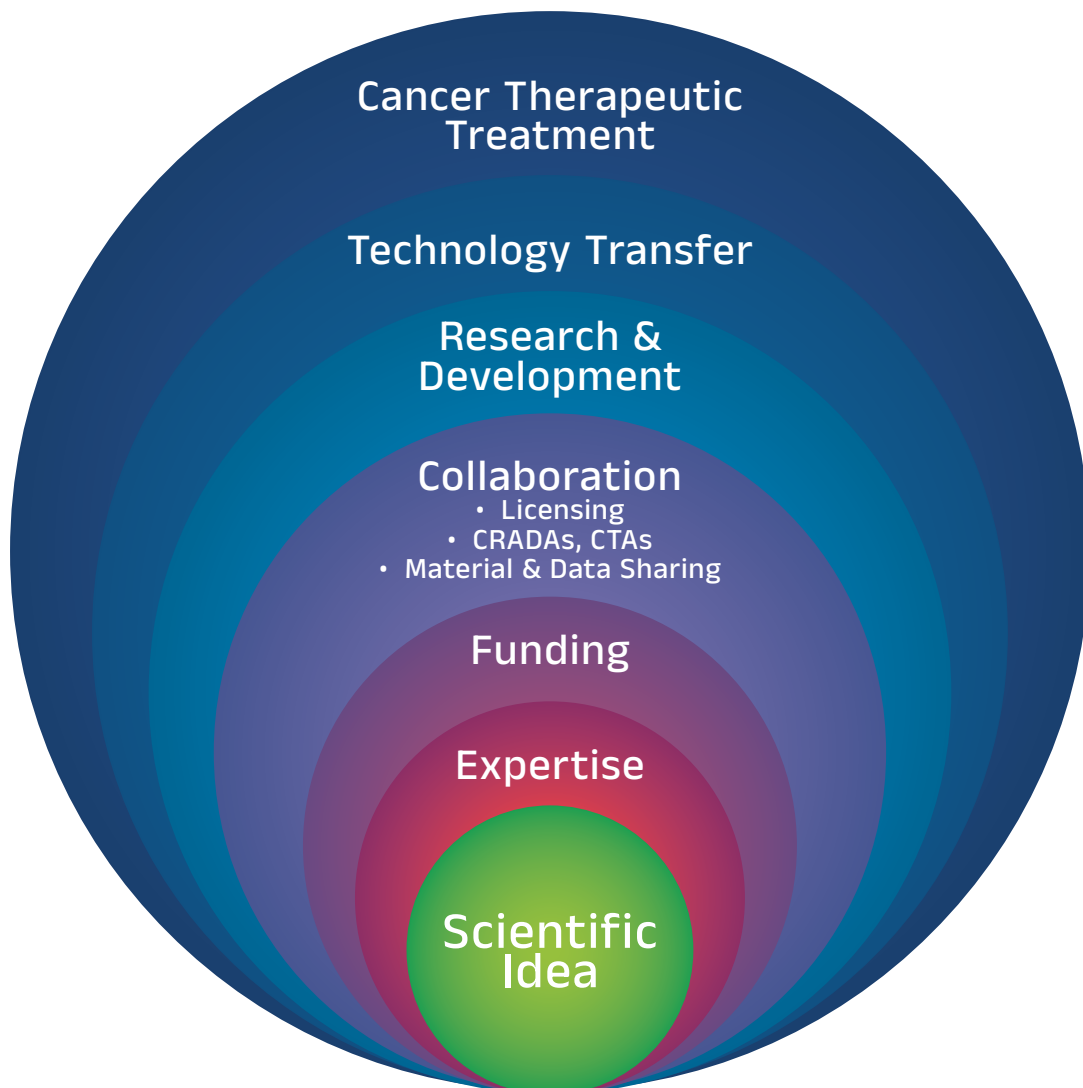 Cancer Therapeutic
Treatment
Technology Transfer
Research &
Development
Collaboration
• Licensing
• CRADAs, CTAs
• Material & Data Sharing
Funding
Expertise
Scientific
Idea